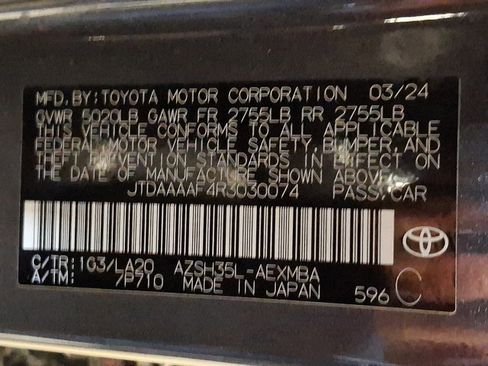 MFD.BY:TOYOTA MOTOR CORPORATION 03/24
GVWR 5020LB GAWR FR 2755LB RR 2755LB
THIS VEHICLE CONFORMS TO ALL APPLICABLE
FEDERAL MOTOR VEHICLE SAFETY, BUMPER, AND
THEFT PREVENTION STANDARDS IN EFFECT ON
THE DATE OF MANUFACTURE SHOWN ABOVE.
JTDAAAAF4R3030074 PASS.CAR
C/TR:1G3/LA20 AZSH35L-AEXMBA
A/TM: /P710 MADE IN JAPAN 596 C